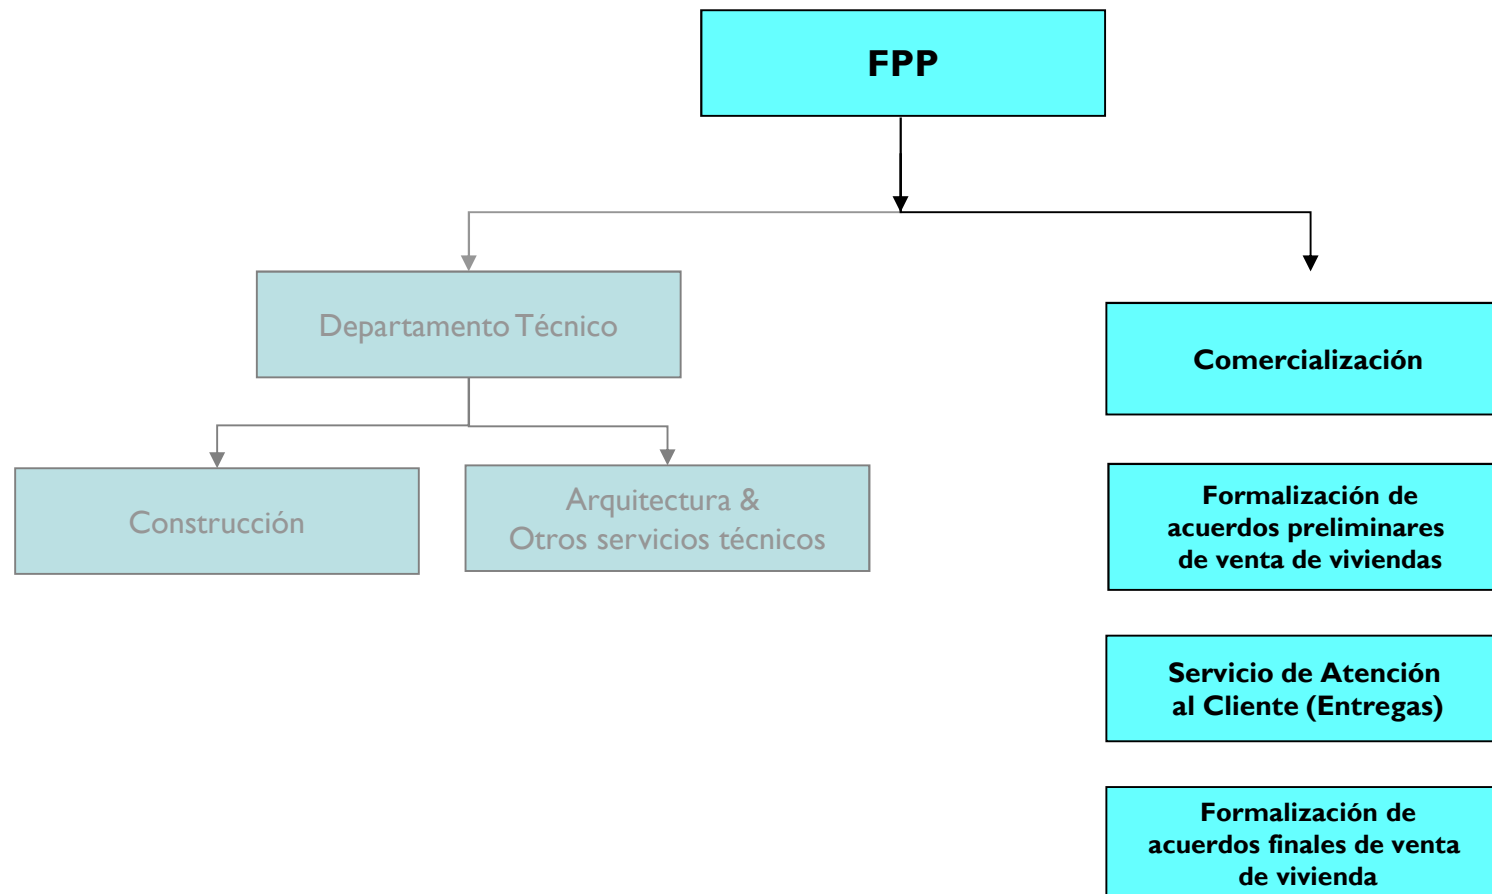 FPP
Departamento Técnico
Comercialización
Construcción
Arquitectura &
Otros servicios técnicos
Formalización de
acuerdos preliminares
de venta de viviendas
Servicio de Atención
al Cliente (Entregas)
Formalización de
acuerdos finales de venta
de vivienda